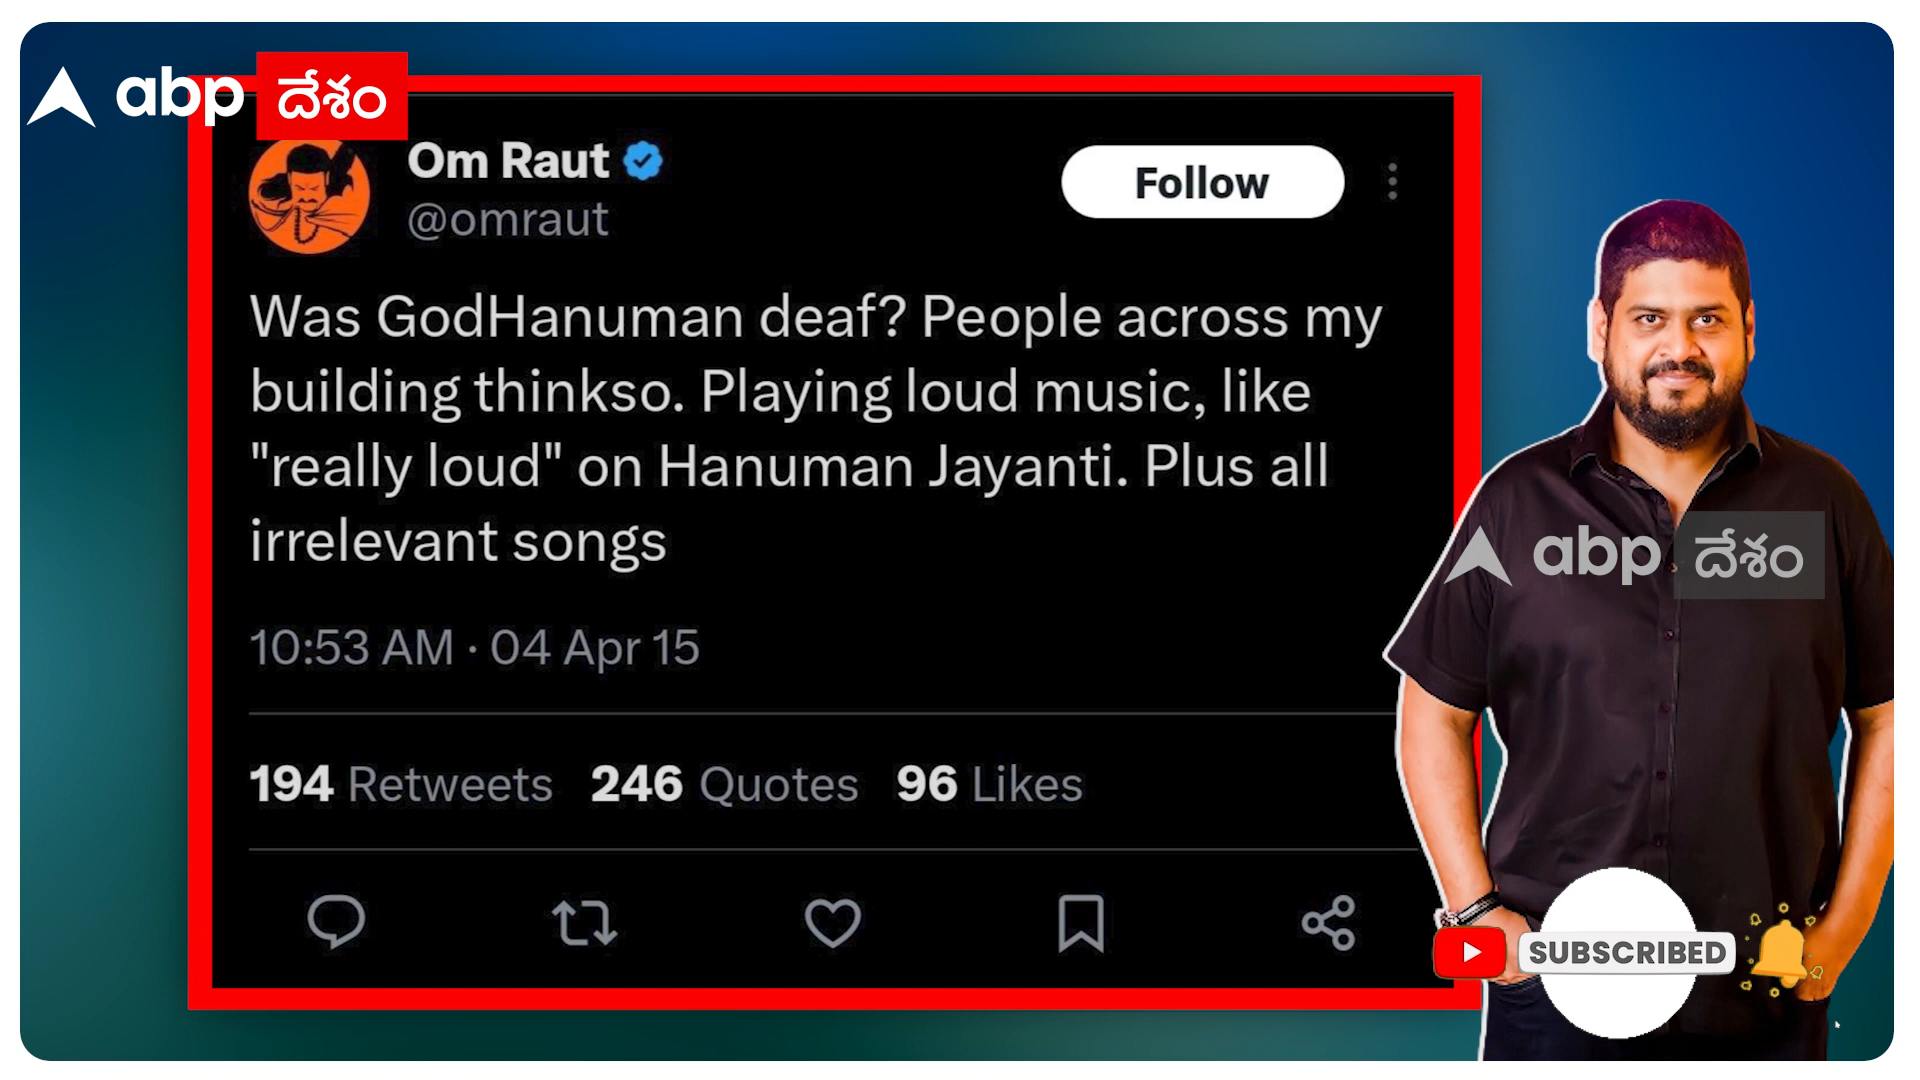 abp దేశం
Om Raut
@omraut
Follow
Was GodHanuman deaf? People across my
building thinkso. Playing loud music, like
"really loud" on Hanuman Jayanti. Plus all
irrelevant songs
10:53 AM · 04 Apr 15
194 Retweets 246 Quotes 96 Likes
abp దేశం
SUBSCRIBED